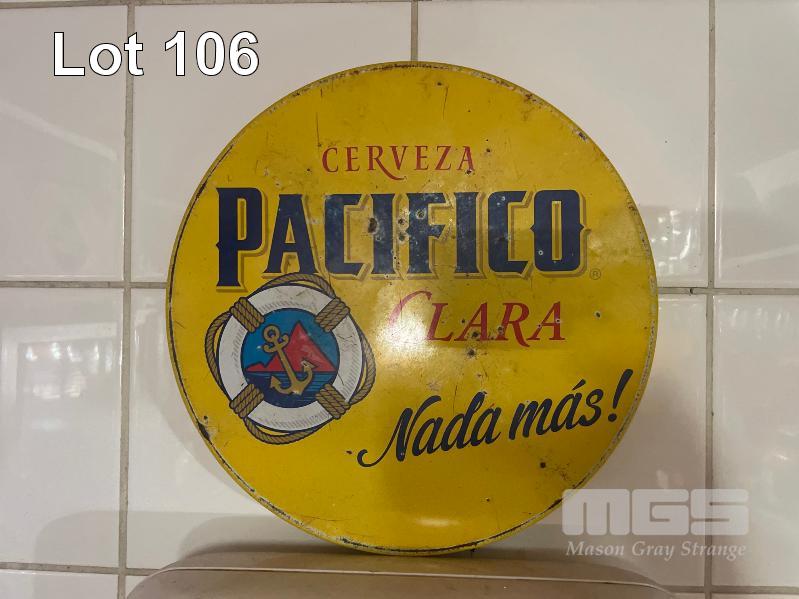 Lot 106
CERVEZA
PACIFICO®
CLARA
Nada más!
MGS
Mason Gray Strange